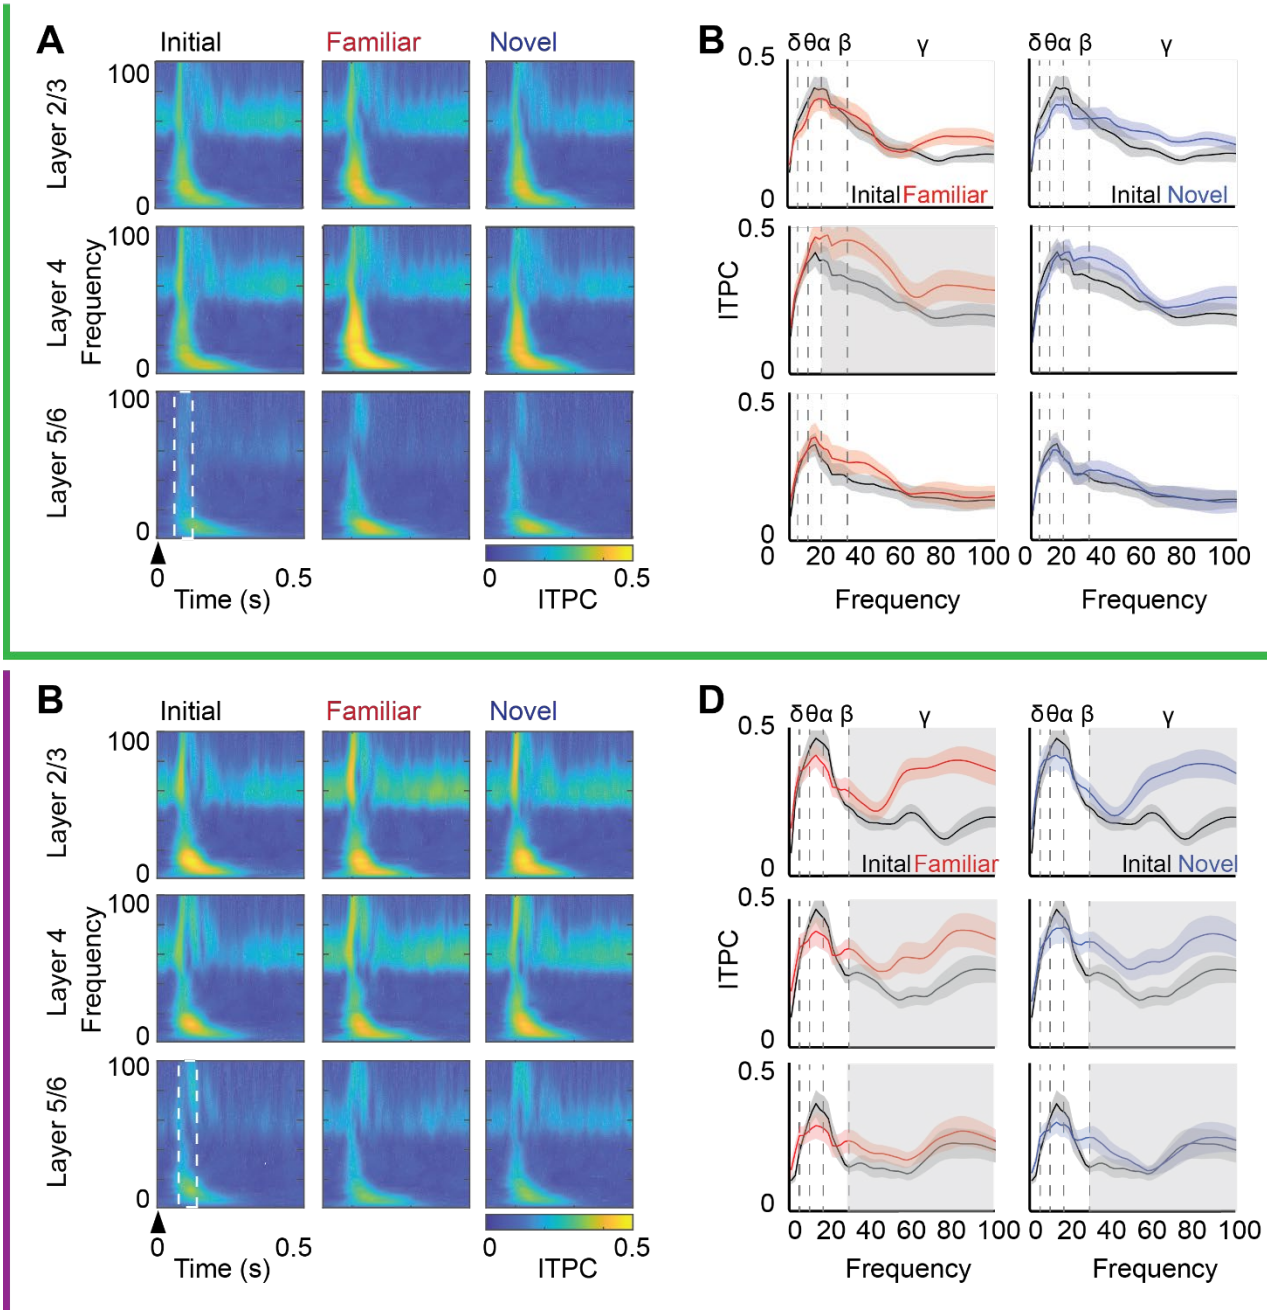 A
Initial
Familiar
Novel
Layer 2/3
100
0
Layer 4
Frequency
100
0
Layer 5/6
100
0
0
0.5
Time (s)
0
0.5
ITPC
B
δθα β γ
δθα β γ
0.5
0
Inital Familiar
Inital Novel
ITPC
0.5
0
0.5
0
0 20 40 60 80 100
20 40 60 80 100
Frequency
Frequency
B
Initial
Familiar
Novel
Layer 2/3
100
0
Layer 4
Frequency
100
0
Layer 5/6
100
0
0
0.5
Time (s)
0
0.5
ITPC
D
δθα β γ
δθα β γ
0.5
0
Inital Familiar
Inital Novel
ITPC
0.5
0
0.5
0
0 20 40 60 80 100
0 20 40 60 80 100
Frequency
Frequency